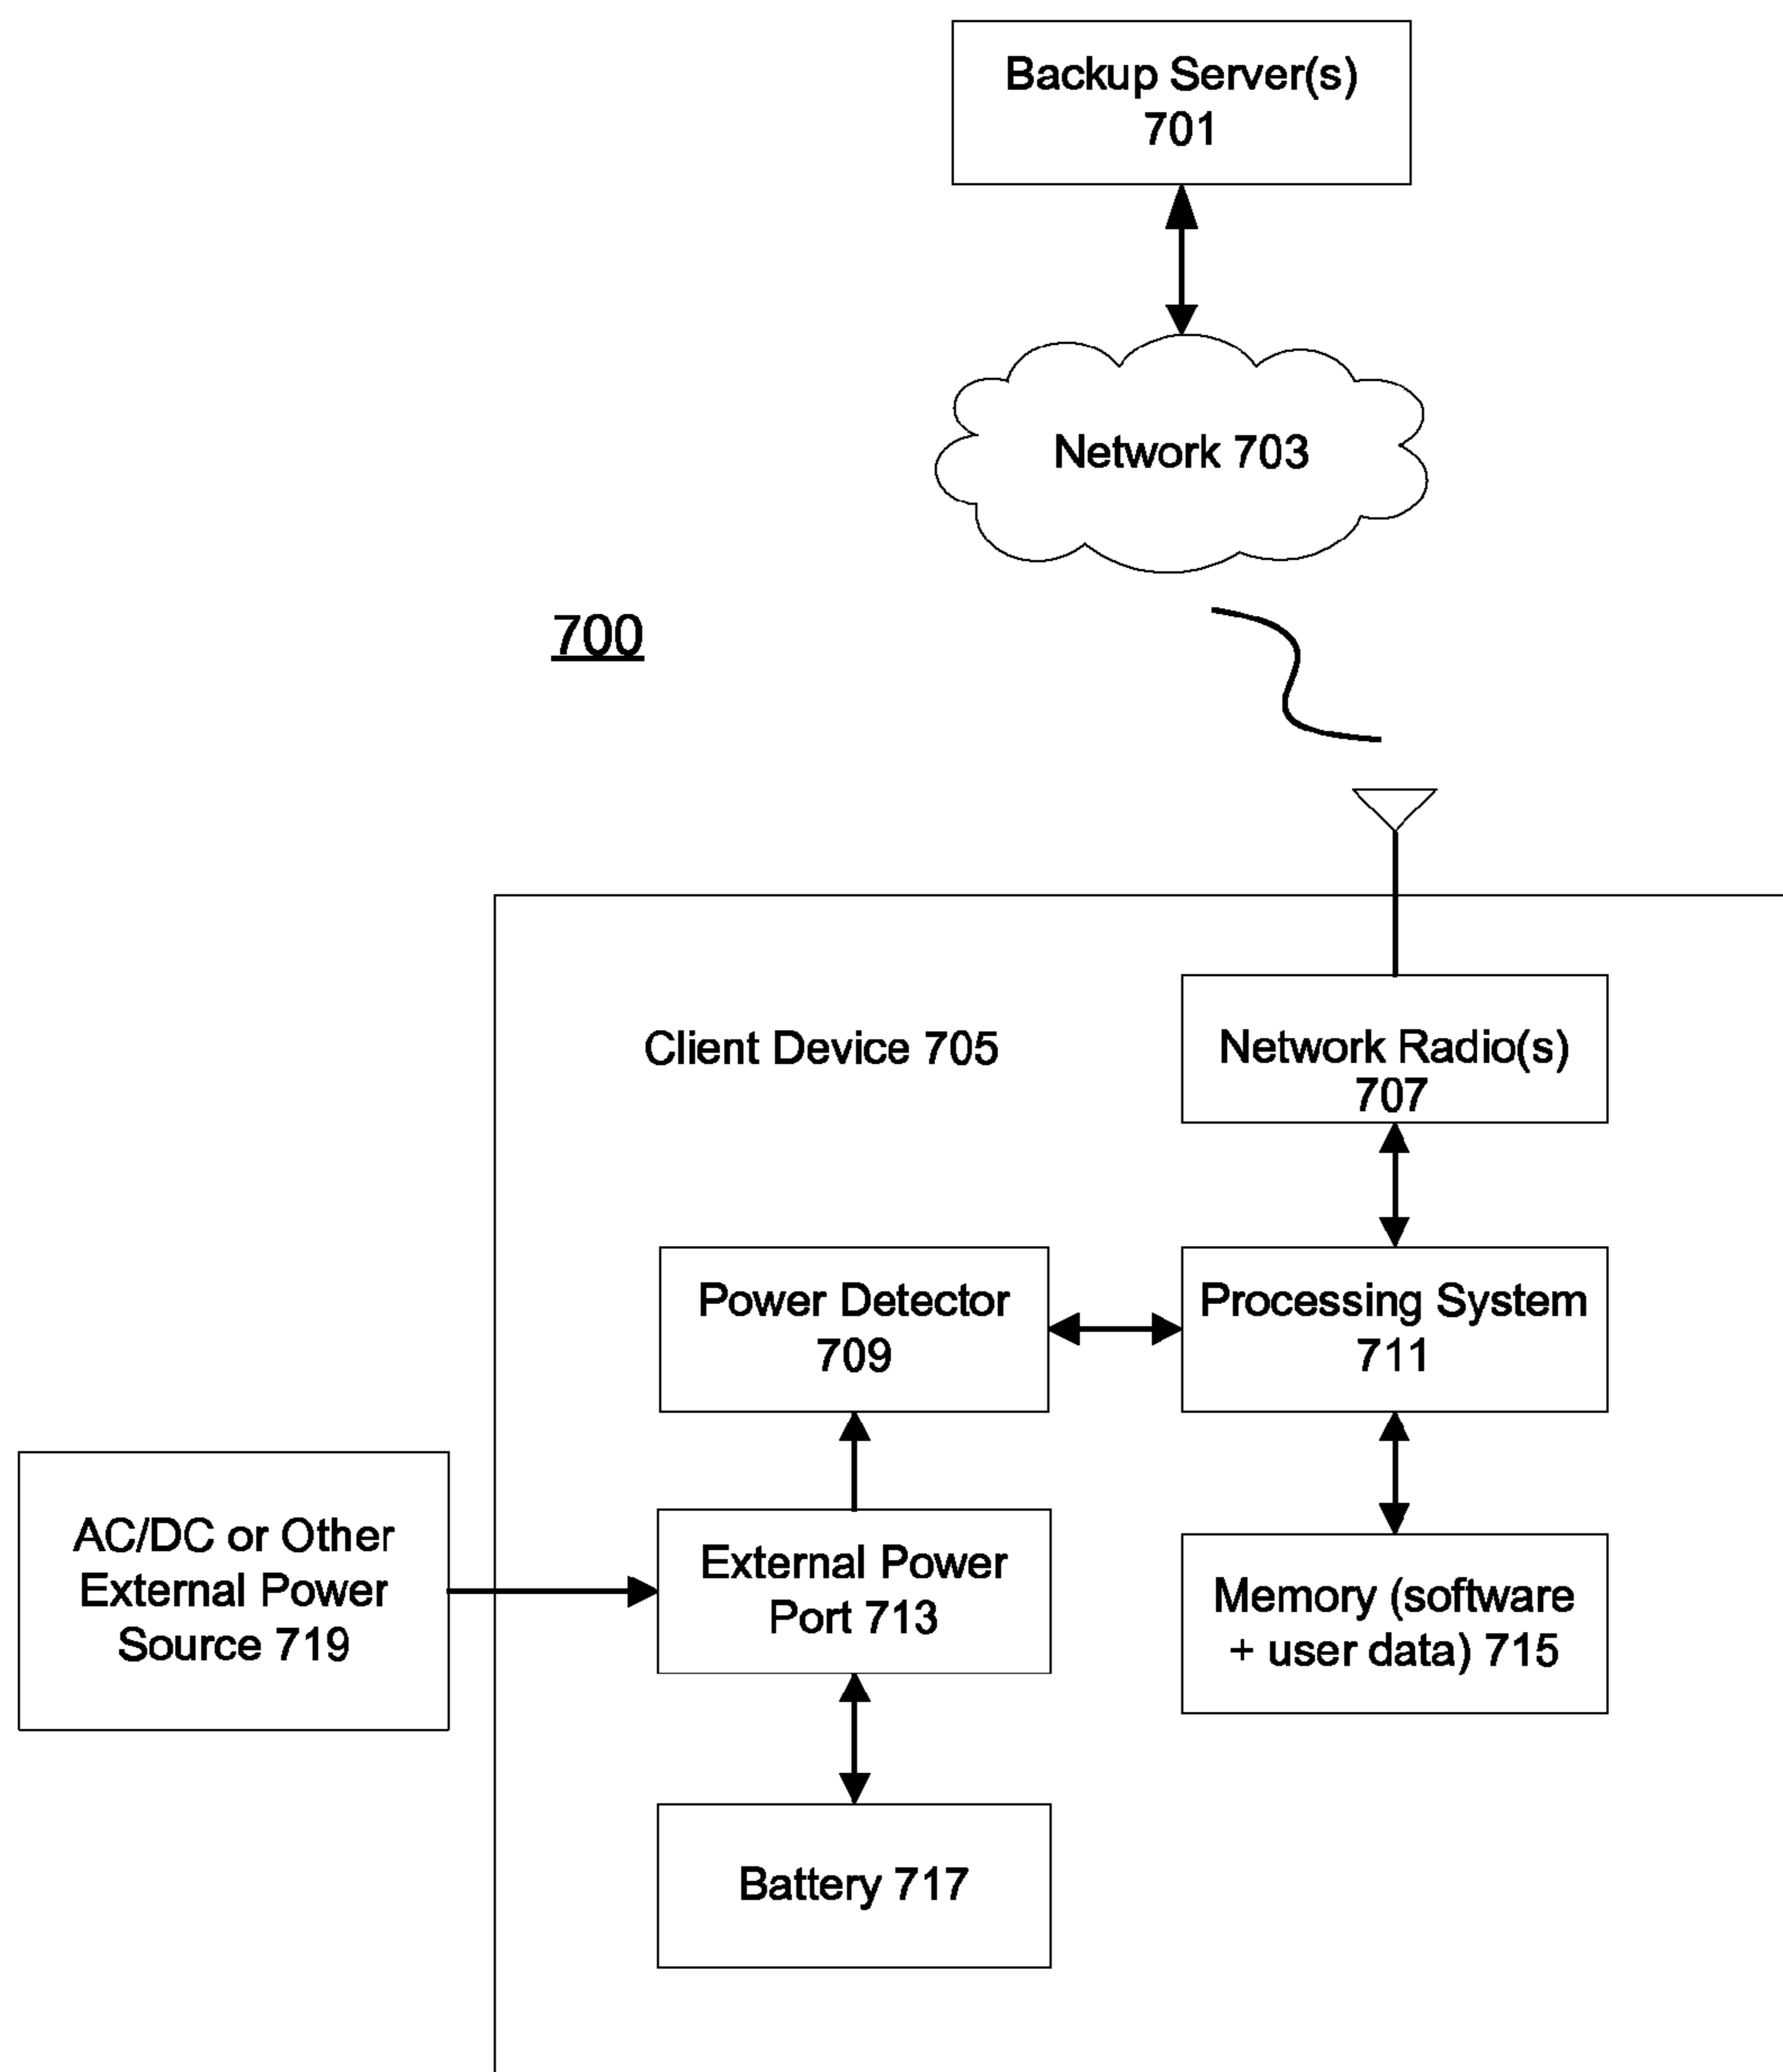 Backup Server(s)
701
Network 703
700
Client Device 705
Network Radio(s)
707
Power Detector
709
Processing System
711
AC/DC or Other
External Power
Source 719
External Power
Port 713
Memory (software
+ user data) 715
Battery 717